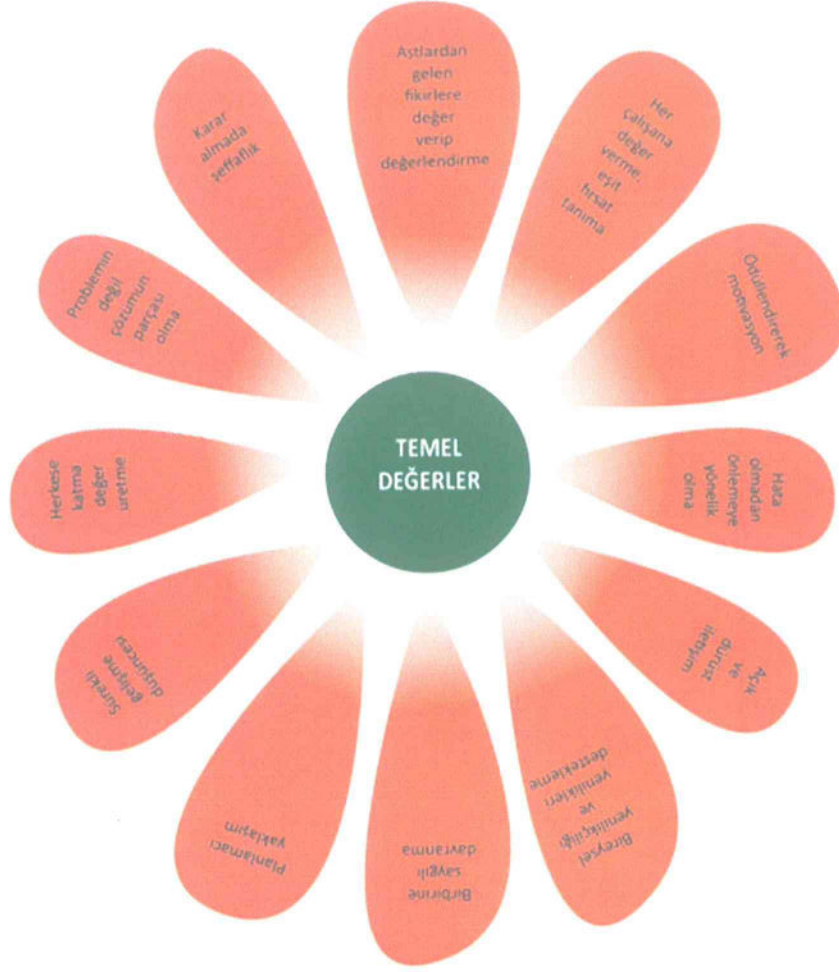 Astlardan
gelen
fikirlere
değer
verip
değerlendirme
Her
çalışana
değer
verme,
eşit
fırsat
tanıma
Ödüllendirerek
motivasyon
Hata
olmadan
önlemeye
yönelik
olma
Açık
ve
dürüst
iletişim
Bireysel
yenilikçiliği
ve
yenilikleri
destekleme
Birbirine
saygılı
davranma
Planlamacı
yaklaşım
Sürekli
gelişme
düşüncesi
Herkese
katma
değer
üretme
Problemin
değil
çözümün
parçası
olma
Karar
almada
şeffaflık
TEMEL
DEĞERLER